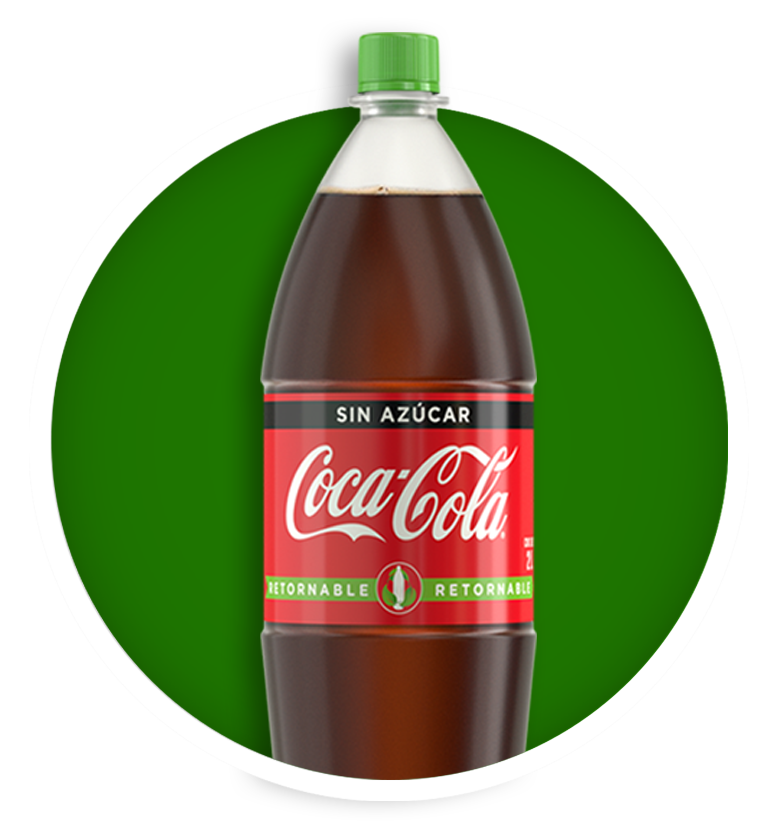 SIN AZÚCAR
Coca-Cola
RETORNABLE RETORNABLE